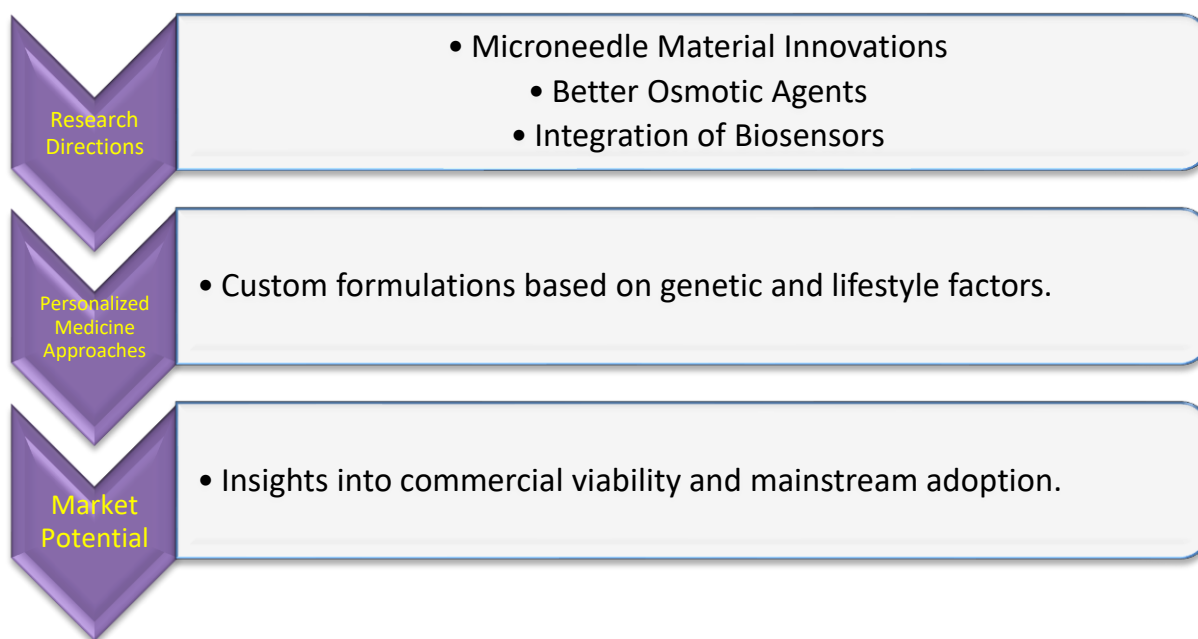 Research
Directions
• Microneedle Material Innovations
• Better Osmotic Agents
• Integration of Biosensors
Personalized
Medicine
Approaches
• Custom formulations based on genetic and lifestyle factors.
Market
Potential
• Insights into commercial viability and mainstream adoption.